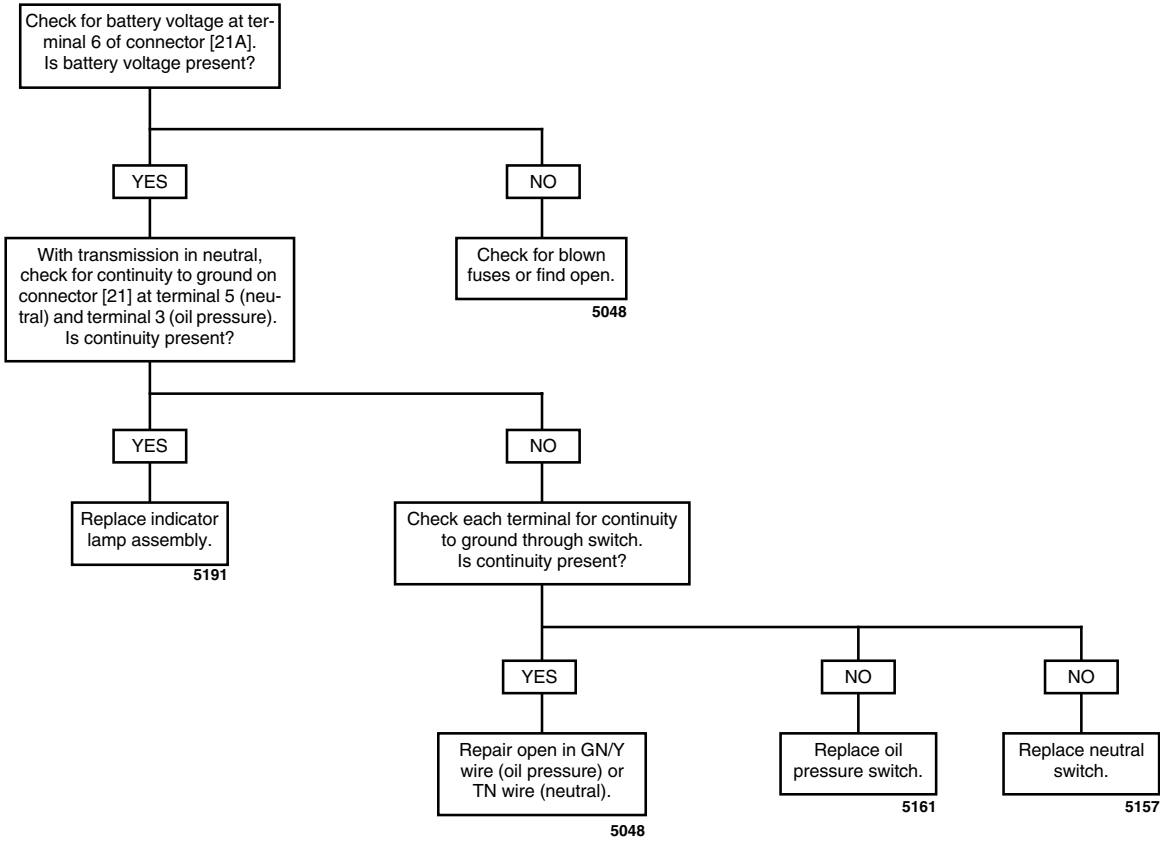 Check for battery voltage at ter-
minal 6 of connector [21A].
Is battery voltage present?
YES
NO
With transmission in neutral,
check for continuity to ground on
connector [21] at terminal 5 (neu-
tral) and terminal 3 (oil pressure).
Is continuity present?
Check for blown
fuses or find open.
5048
YES
NO
Replace indicator
lamp assembly.
5191
Check each terminal for continuity
to ground through switch.
Is continuity present?
YES
NO
NO
Repair open in GN/Y
wire (oil pressure) or
TN wire (neutral).
5048
Replace oil
pressure switch.
5161
Replace neutral
switch.
5157